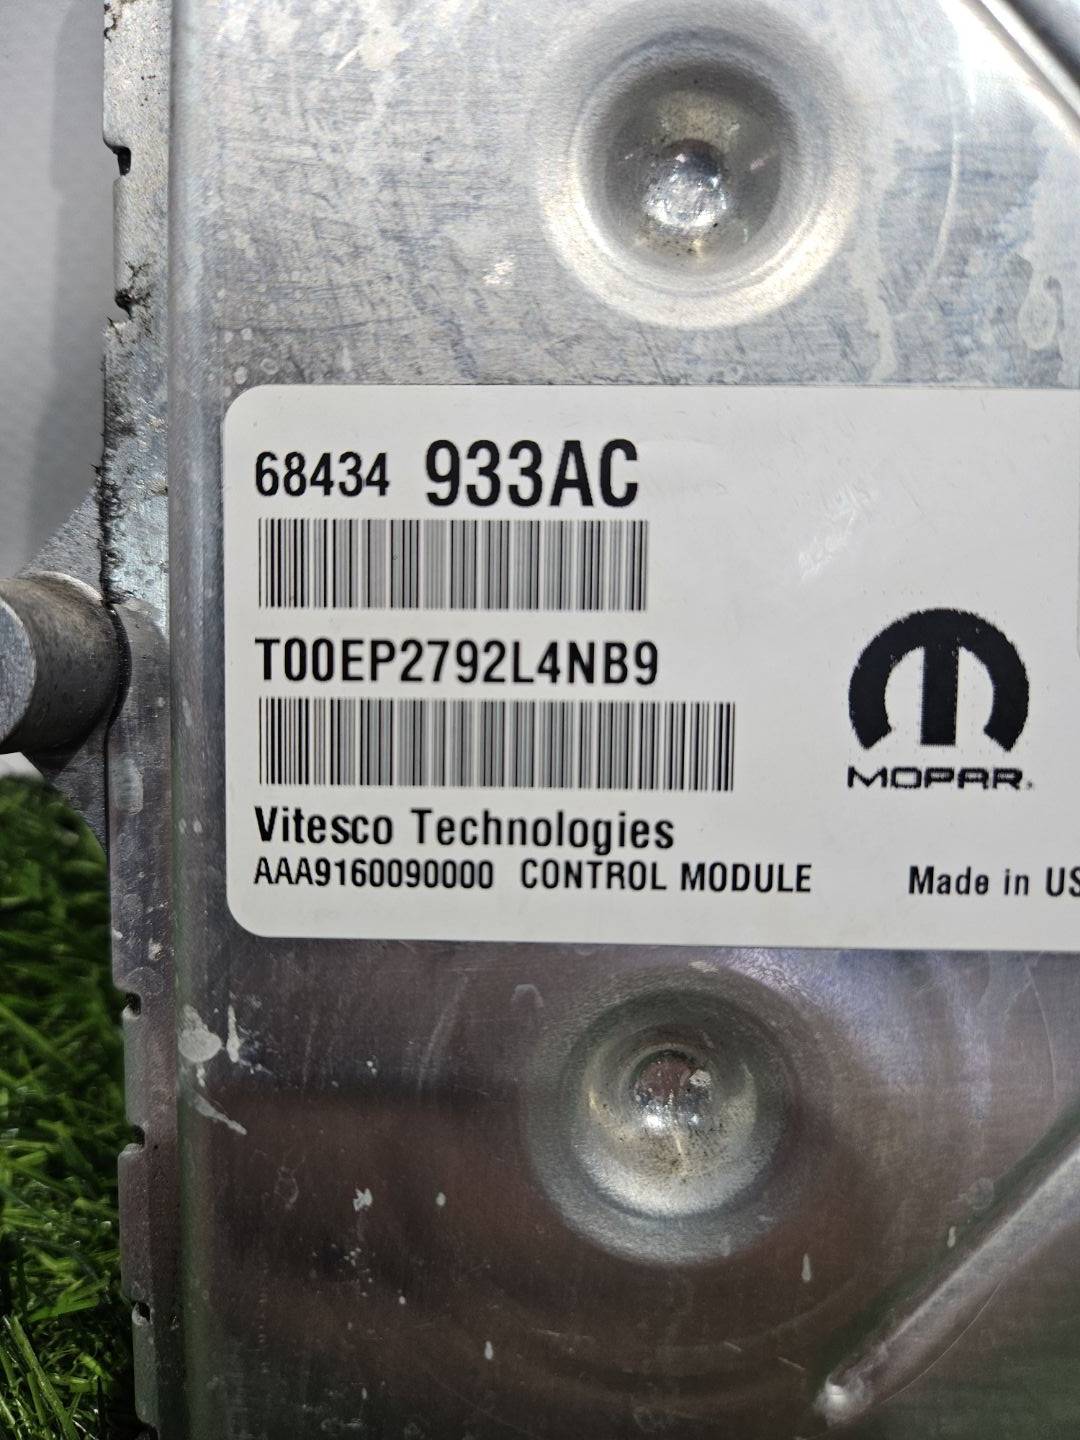 68434 933AC
T00EP2792L4NB9
MOPAR
Vitesco Technologies
AAA9160090000 CONTROL MODULE Made in US